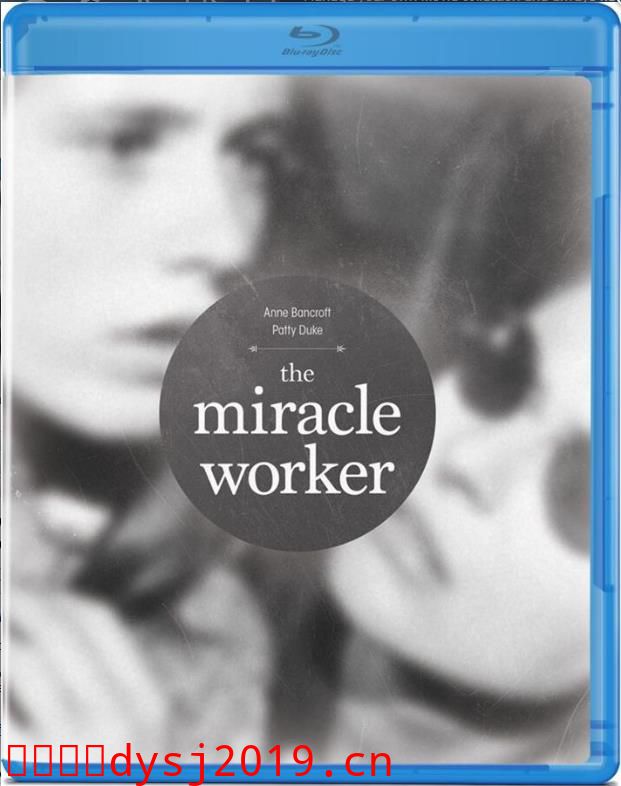 Blu-ray Disc
Anne Bancroft
Patty Duke
the
miracle
worker
dysj2019.cn